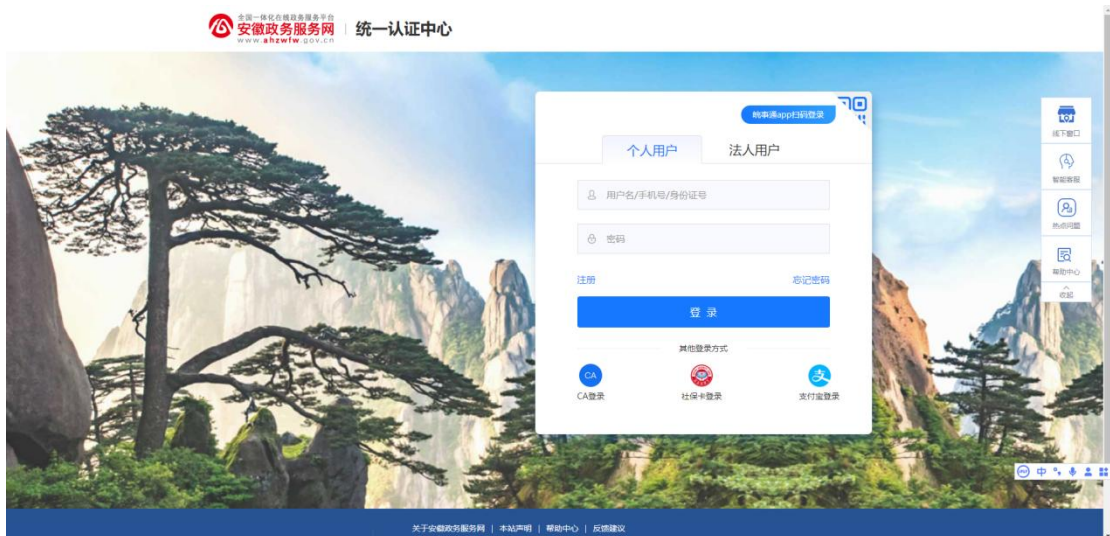 全国一体化在线政务服务平台
安徽政务服务网
www.ahzwfw.gov.cn
统一认证中心
皖事通app扫码登录
个人用户 法人用户
用户名/手机号/身份证号
密码
注册 忘记密码
登 录
其他登录方式
CA
CA登录 社保卡登录 支付宝登录
线下窗口
智能客服
热点问题
帮助中心
收起
中
关于安徽政务服务网 | 本站声明 | 帮助中心 | 反馈建议